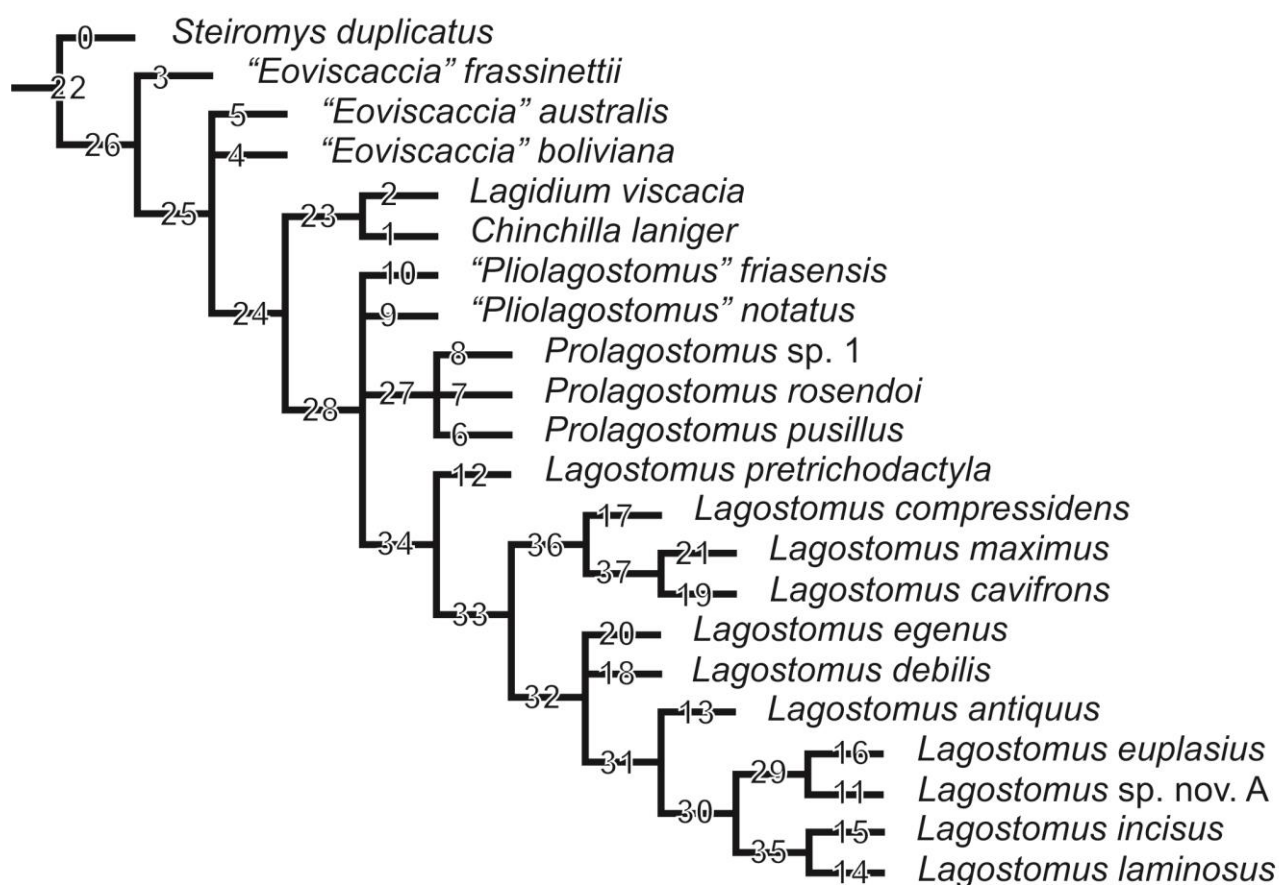 0 Steiromys duplicatus
22
3 “Eoviscaccia” frassinettii
5 “Eoviscaccia” australis
26
4 “Eoviscaccia” boliviana
2 Lagidium viscacia
25 23
1 Chinchilla laniger
10 “Pliolagostomus” friasensis
24 9 “Pliolagostomus” notatus
8 Prolagostomus sp. 1
27 7 Prolagostomus rosendoi
28
6 Prolagostomus pusillus
12 Lagostomus pretrichodactyla
17 Lagostomus compressidens
34 36
21 Lagostomus maximus
37
19 Lagostomus cavifrons
33
20 Lagostomus egenus
18 Lagostomus debilis
32
13 Lagostomus antiquus
16 Lagostomus euplasius
31 29
11 Lagostomus sp. nov. A
30
15 Lagostomus incisus
35
14 Lagostomus laminosus